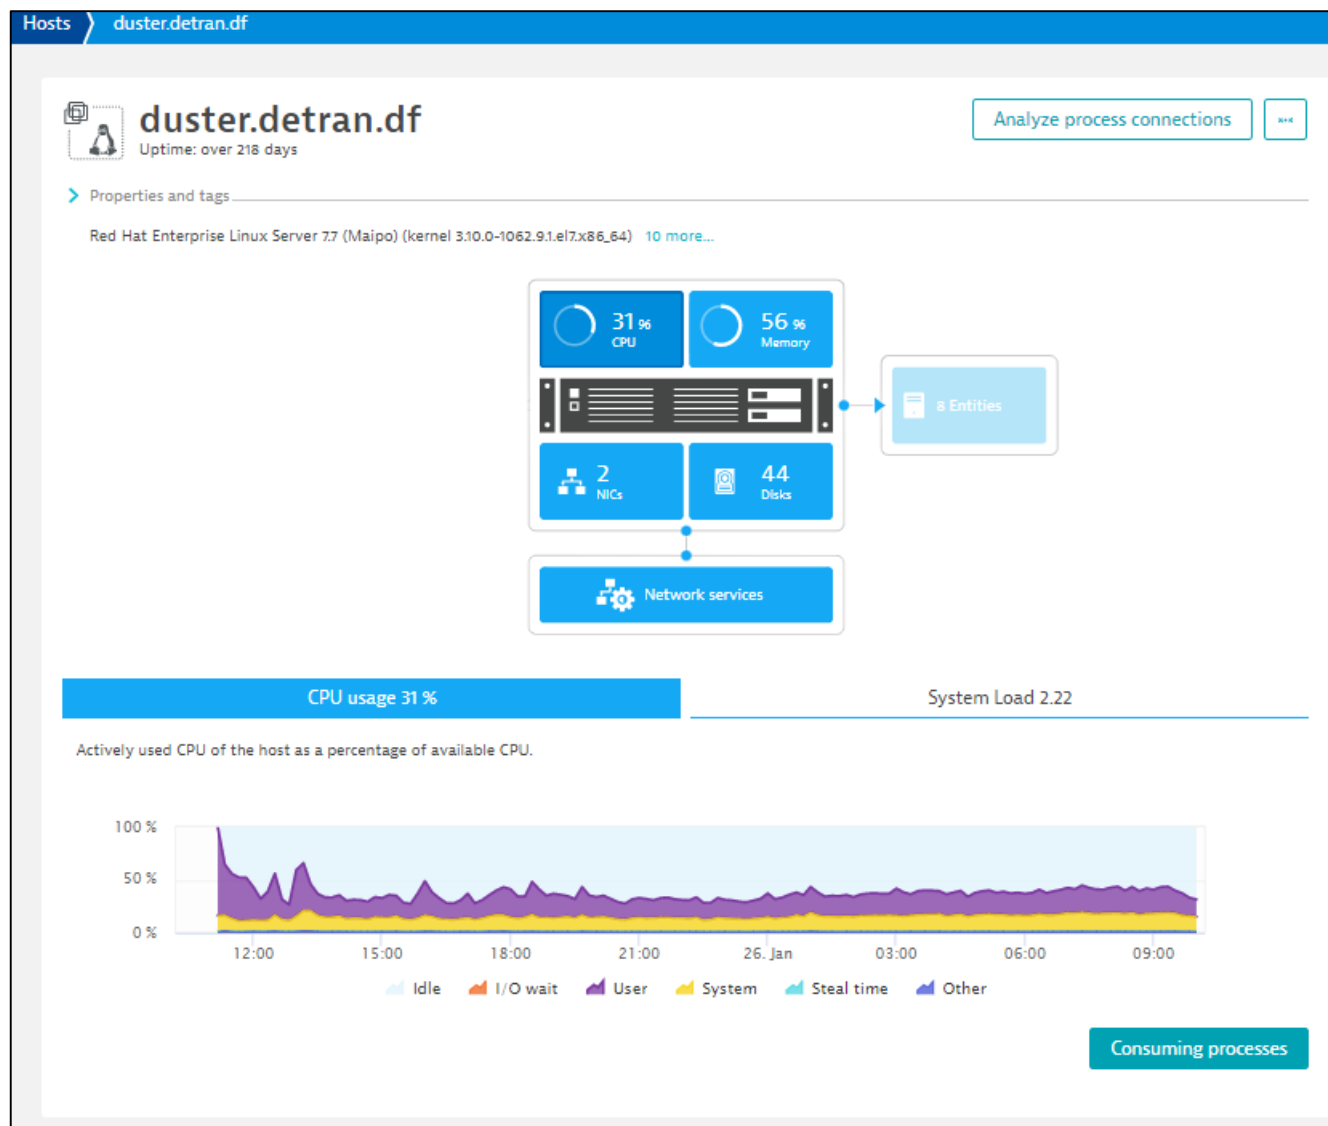 Hosts duster.detran.df
duster.detran.df
Uptime: over 218 days
Analyze process connections
Properties and tags
Red Hat Enterprise Linux Server 7.7 (Maipo) (kernel 3.10.0-1062.9.1.el7.x86_64) 10 more...
31 %
CPU
56 %
Memory
8 Entities
2
NICs
44
Disks
Network services
CPU usage 31 %
System Load 2.22
Actively used CPU of the host as a percentage of available CPU.
100 %
50 %
0 %
12:00 15:00 18:00 21:00 26. Jan 03:00 06:00 09:00
Idle I/O wait User System Steal time Other
Consuming processes